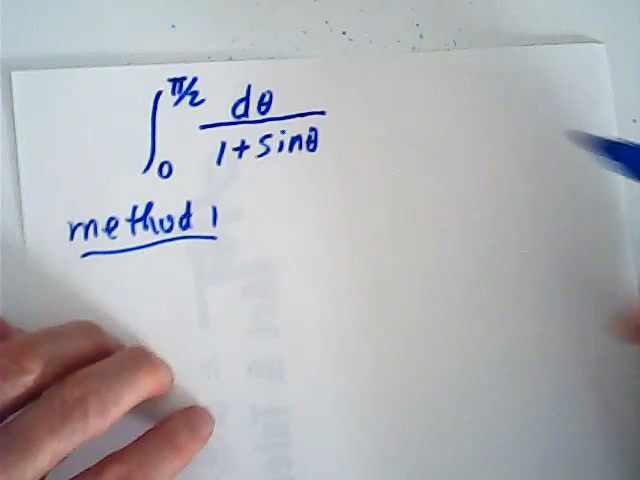 ∫₀^π/2 dθ / 1 + sinθ
method 1